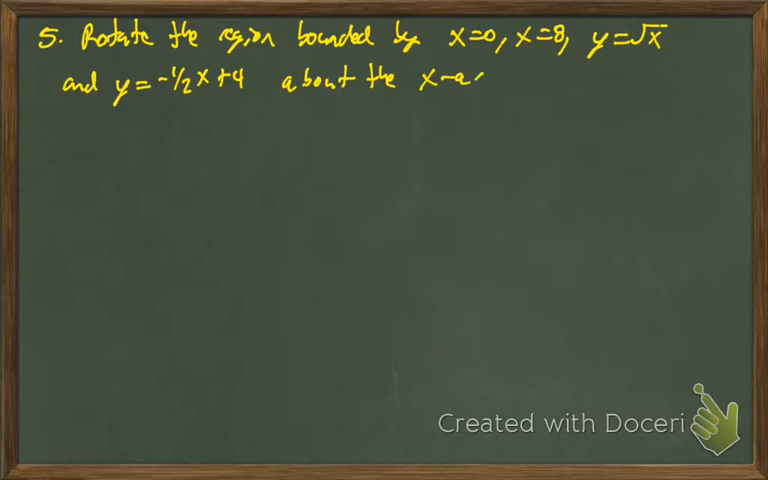 5. Rotate the region bounded by x=0, x=8, y=√x
and y=-1/2x+4 about the x-a
Created with Doceri